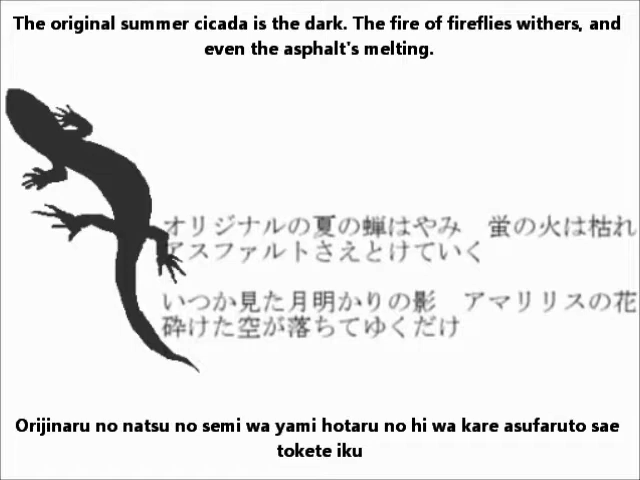 The original summer cicada is the dark. The fire of fireflies withers, and
even the asphalt's melting.
オリジナルの夏の蝉はやみ　蛍の火は枯れ
アスファルトさえとけていく
いつか見た月明かりの影　アマリリスの花
砕けた空が落ちてゆくだけ
Orijinaru no natsu no semi wa yami hotaru no hi wa kare asufaruto sae
tokete iku